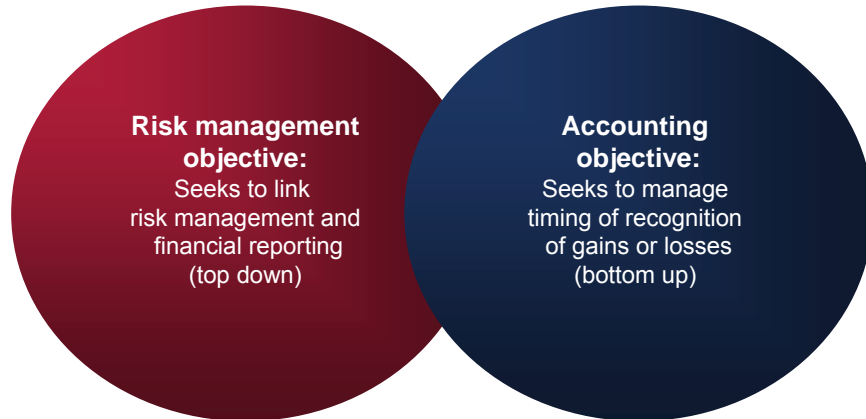 Risk management
objective:
Seeks to link
risk management and
financial reporting
(top down)
Accounting
objective:
Seeks to manage
timing of recognition
of gains or losses
(bottom up)